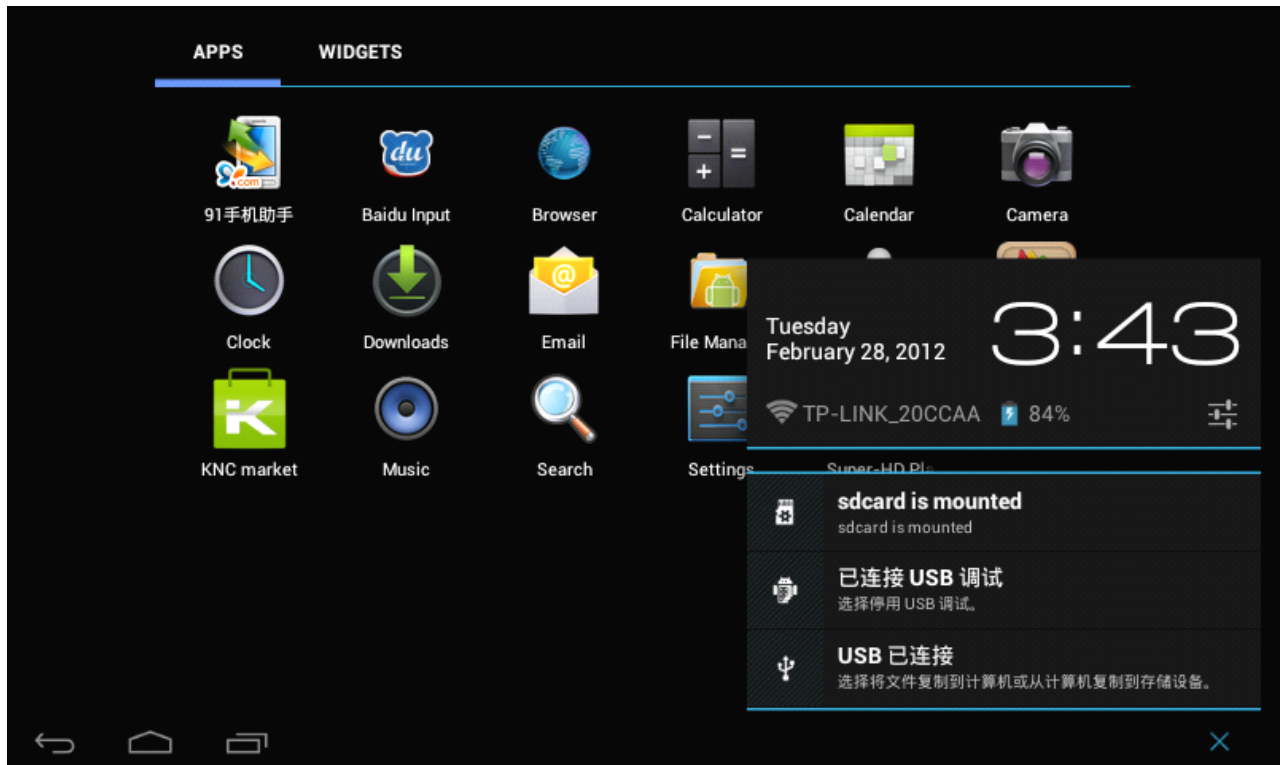 APPS WIDGETS
91手机助手 Baidu Input Browser Calculator Calendar Camera
Clock Downloads Email File Mana
KNC market Music Search Settings Super-HD Pl
Tuesday
February 28, 2012
3:43
TP-LINK_20CCAA 84%
sdcard is mounted
sdcard is mounted
已连接 USB 调试
选择停用 USB 调试。
USB 已连接
选择将文件复制到计算机或从计算机复制到存储设备。